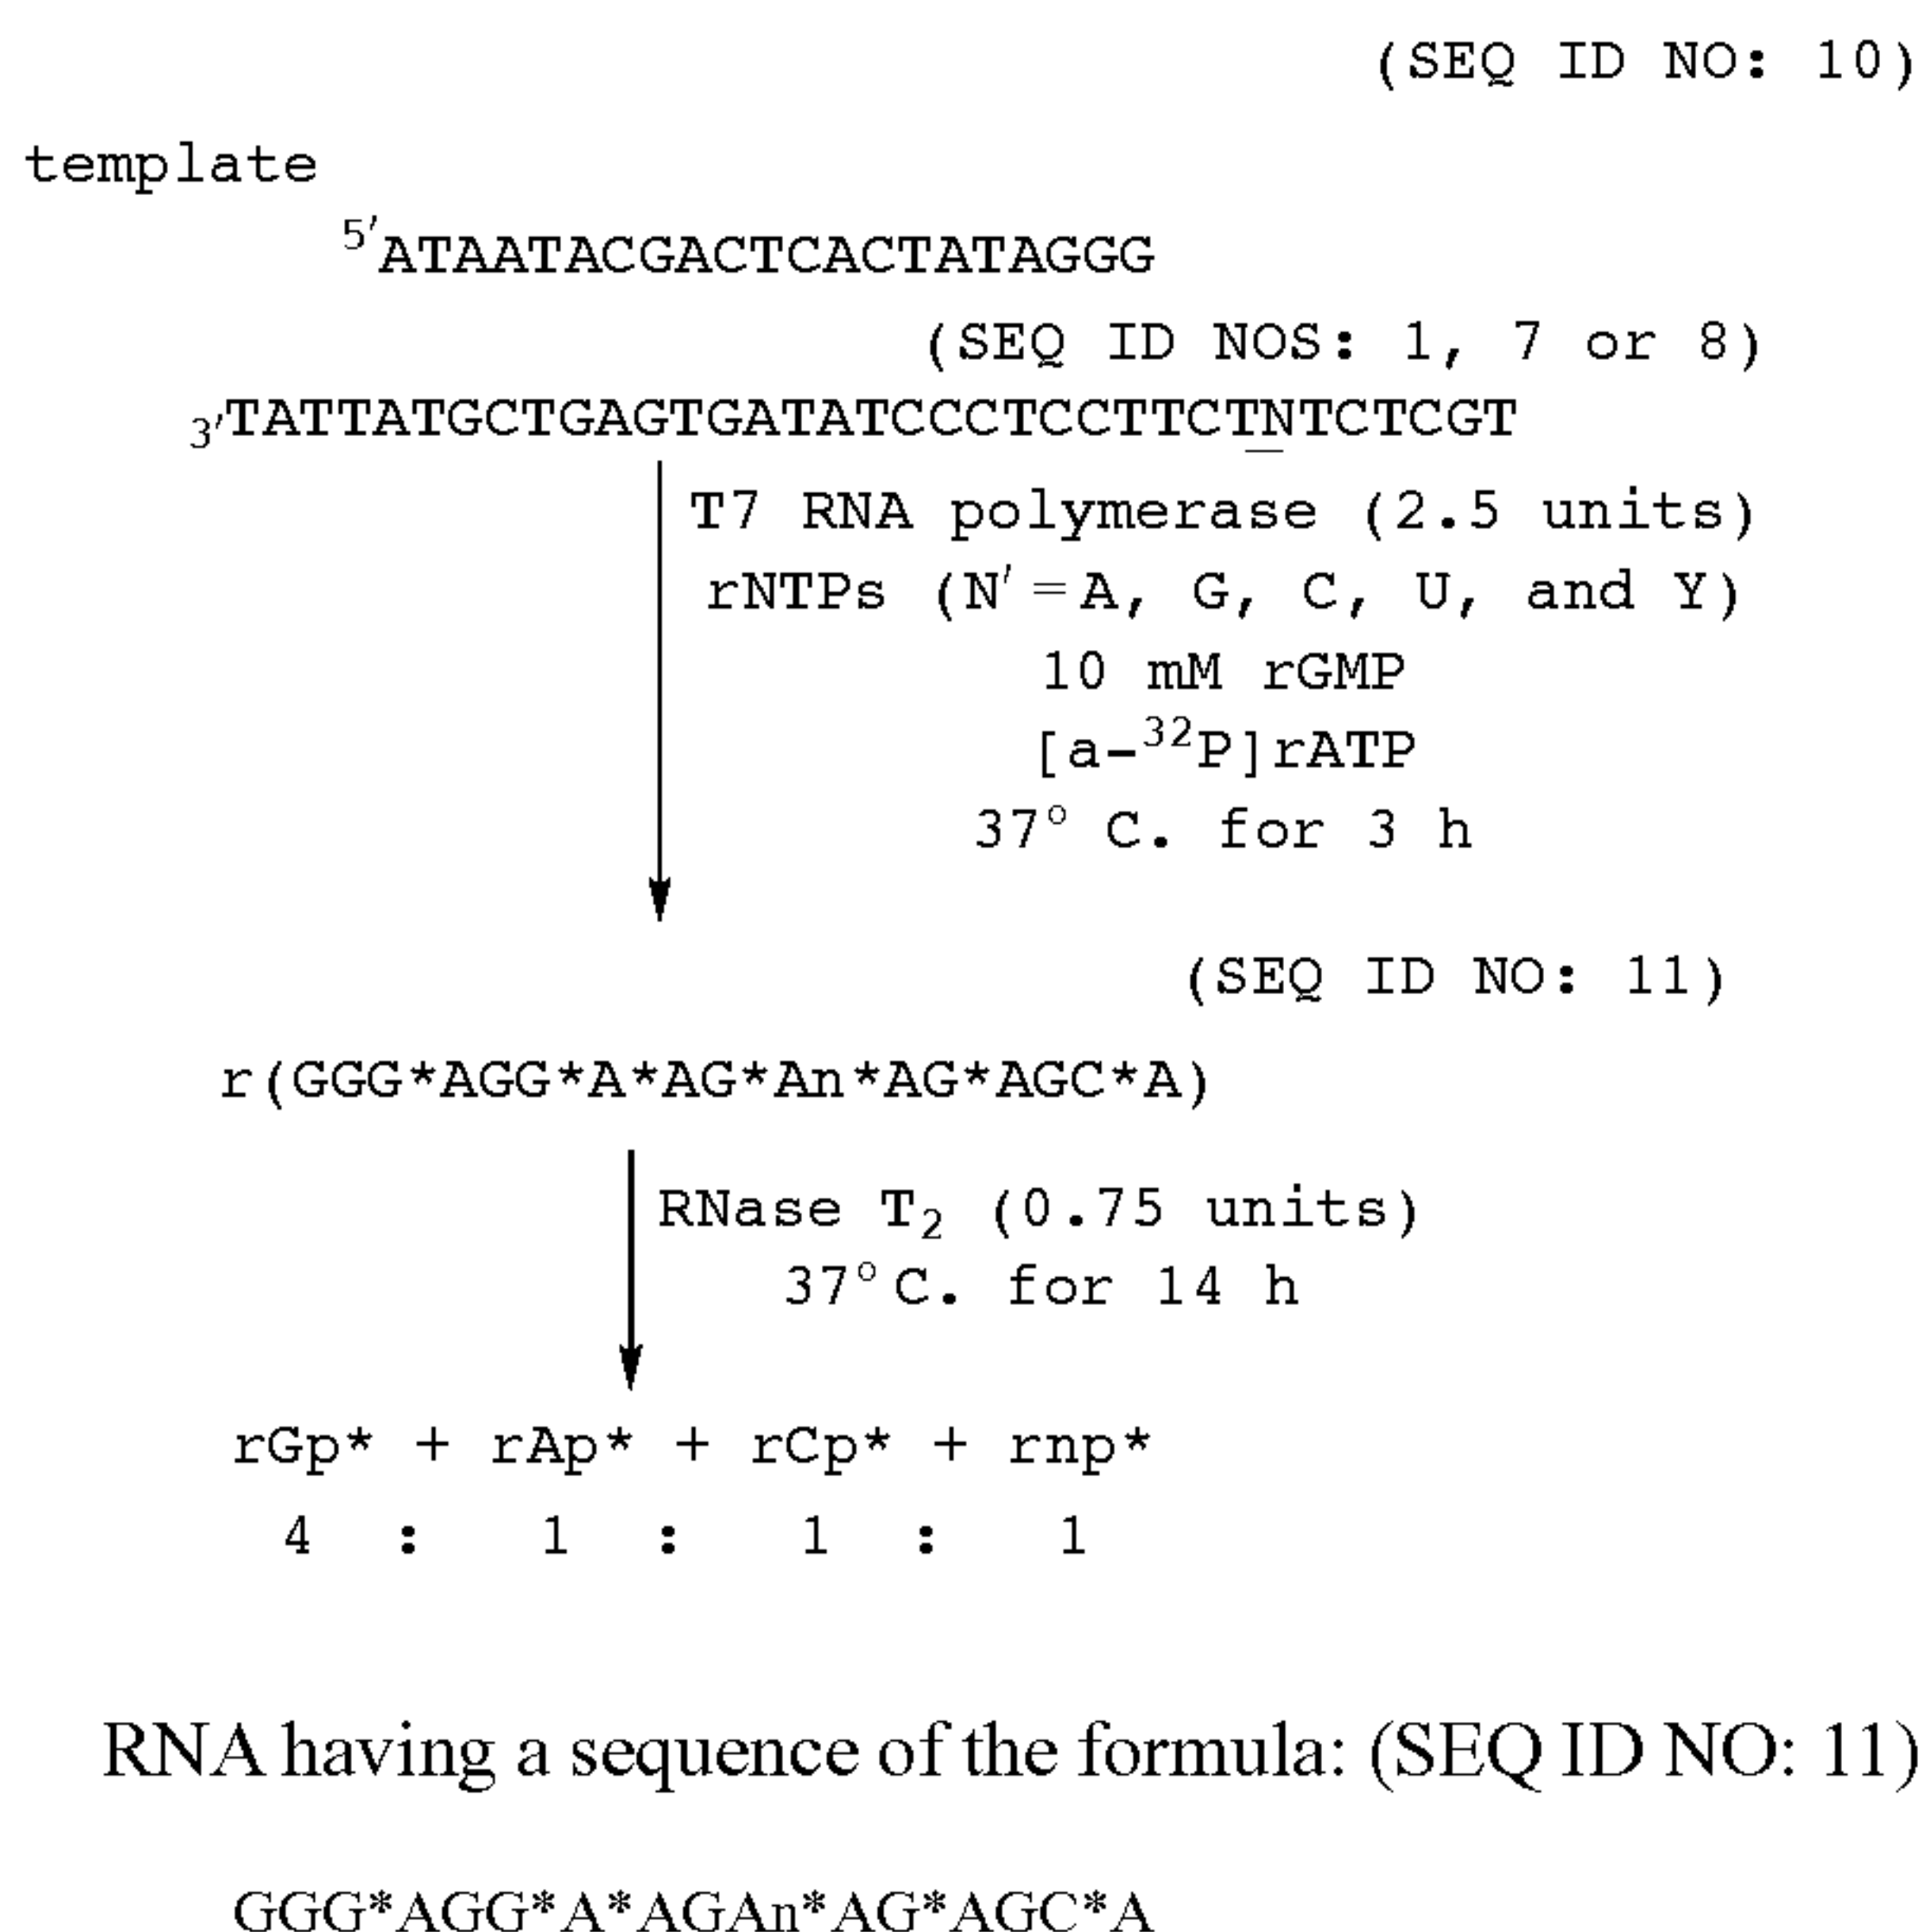 (SEQ ID NO: 10)
template
5'ATAATACGACTCACTATAGGG
(SEQ ID NOS: 1, 7 or 8)
3'TATTATGCTGAGTGATATCCCTCCTTCTNTCTCGT
T7 RNA polymerase (2.5 units)
rNTPs (N'=A, G, C, U, and Y)
10 mM rGMP
[a-³²P]rATP
37° C. for 3 h
(SEQ ID NO: 11)
r(GGG*AGG*A*AG*An*AG*AGC*A)
RNase T₂ (0.75 units)
37° C. for 14 h
rGp* + rAp* + rCp* + rnp*
4 : 1 : 1 : 1
RNA having a sequence of the formula: (SEQ ID NO: 11)
GGG*AGG*A*AGAn*AG*AGC*A